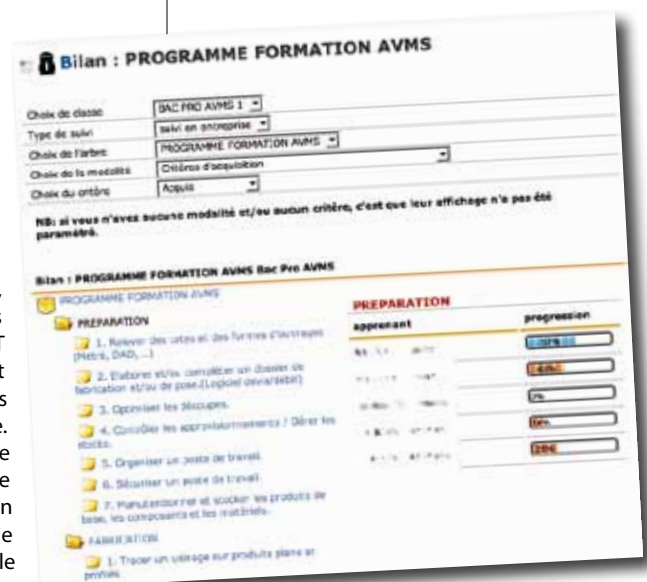 Bilan : PROGRAMME FORMATION AVMS
Choix de classe BAC PRO AVMS 1
Type de suivi suivi en entreprise
Choix de l'arbre PROGRAMME FORMATION AVMS
Choix de la modalité Critères d'acquisition
Choix du critère Acquis
NB: si vous n'avez aucune modalité et/ou aucun critère, c'est que leur affichage n'a pas été
paramétré.
Bilan : PROGRAMME FORMATION AVMS Bac Pro AVMS
PROGRAMME FORMATION AVMS
PREPARATION
1. Relever des cotes et des formes d'ouvrages
(Metré, DAO, ...)
2. Elaborer et/ou compléter un dossier de
fabrication et/ou de pose.(Logiciel devis/débit)
3. Optimiser les découpes.
4. Contrôler les approvisionnements / Gérer les
stocks.
5. Organiser un poste de travail
6. Sécuriser un poste de travail
7. Manutentionner et stocker les produits de
base, les composants et les matériels.
FABRICATION
1. Tracer un usinage sur produits plans et
profilés
PREPARATION
apprenant progression
s
T
t
s
e.
e
e
n
e
le